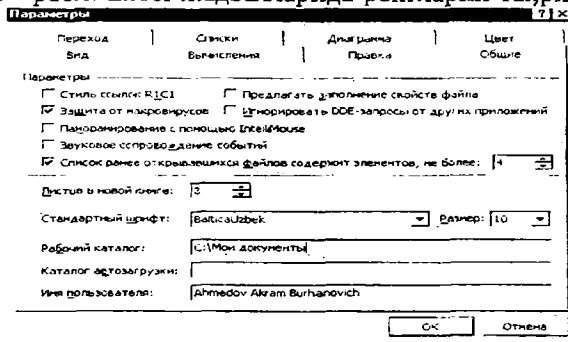 Параметры ? ×
Переход Списки Диаграмма Цвет
Вид Вычисления Правка Общие
Параметры
Стиль ссылок R1C1 Предлагать заполнение свойств файла
Защита от макровирусов Игнорировать DDE-запросы от других приложений
Панорамирование с помощью IntelliMouse
Звуковое сопровождение событий
Список ранее открывавшихся файлов содержит элементов, не более: 4
Листов в новой книге: 3
Стандартный шрифт: BalticaUzbek Размер: 10
Рабочий каталог: C:\Мои документы
Каталог автозагрузки:
Имя пользователя: Ahmedov Akram Burhanovich
OK Отмена